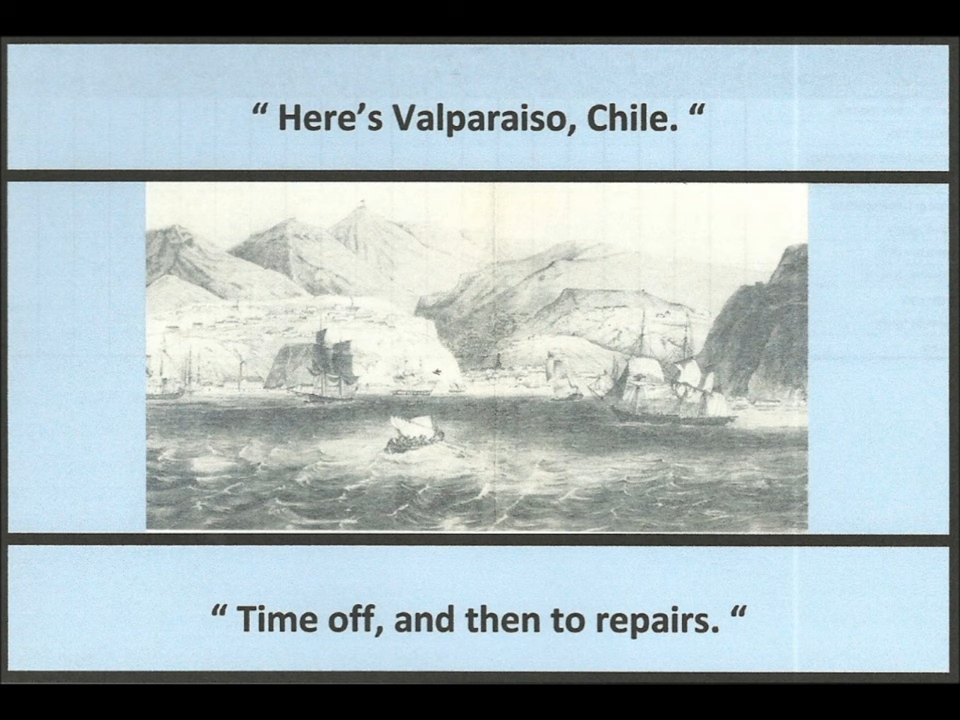 “ Here’s Valparaiso, Chile. “
“ Time off, and then to repairs. “